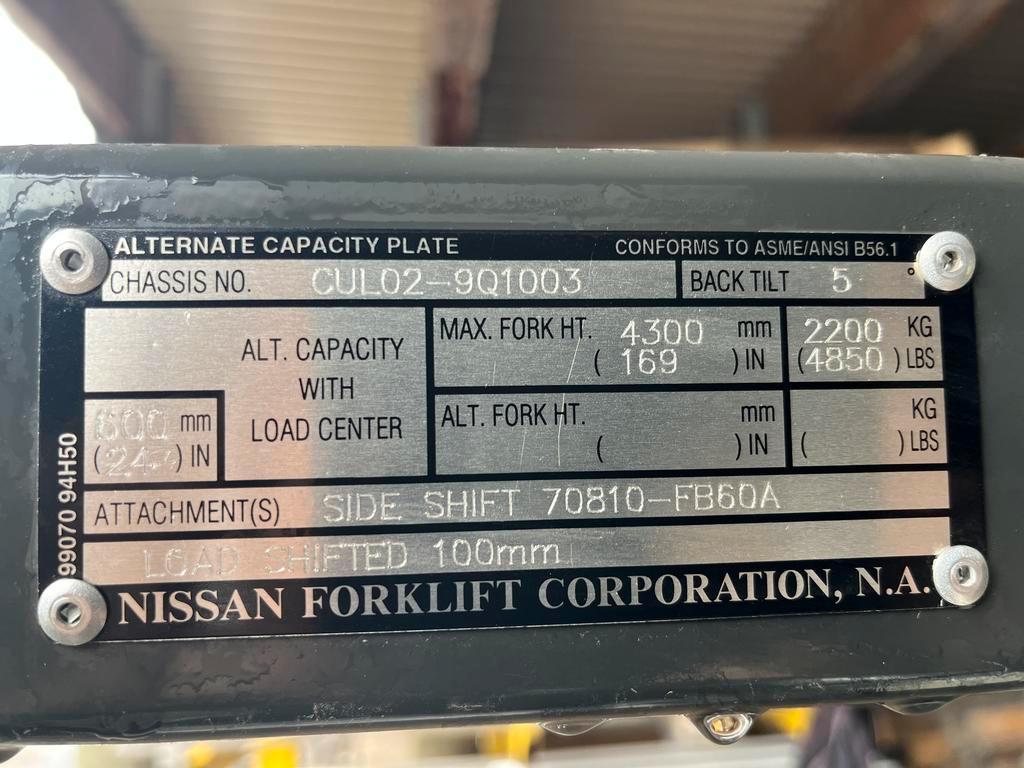 ALTERNATE CAPACITY PLATE CONFORMS TO ASME/ANSI B56.1
CHASSIS NO. CUL02-9Q1003 BACK TILT 5°
ALT. CAPACITY
WITH
LOAD CENTER
600 mm
(24) IN
MAX. FORK HT. 4300 mm
(169) IN
2200 KG
(4850) LBS
ALT. FORK HT. mm
( ) IN
KG
( ) LBS
ATTACHMENT(S) SIDE SHIFT 70810-FB60A
LOAD SHIFTED 100mm
NISSAN FORKLIFT CORPORATION, N.A.
99070 94H50